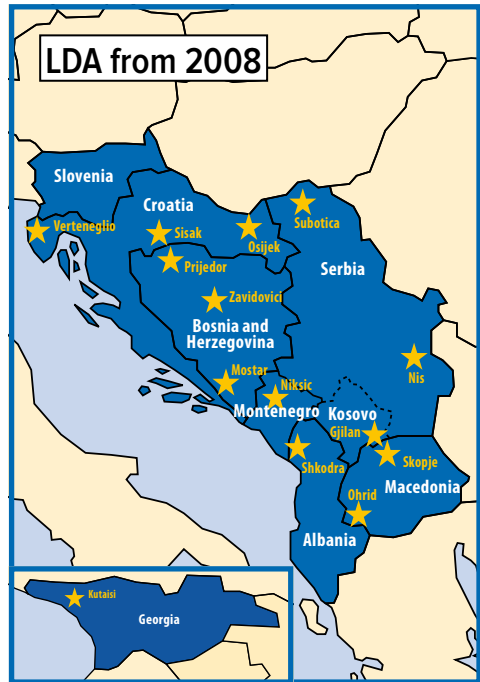 LDA from 2008
Slovenia
Croatia
Verteneglio
Sisak
Osijek
Subotica
Prijedor
Serbia
Zavidovici
Bosnia and
Herzegovina
Mostar
Niksic
Nis
Montenegro
Kosovo
Gjilan
Shkodra
Skopje
Macedonia
Ohrid
Albania
Kutaisi
Georgia